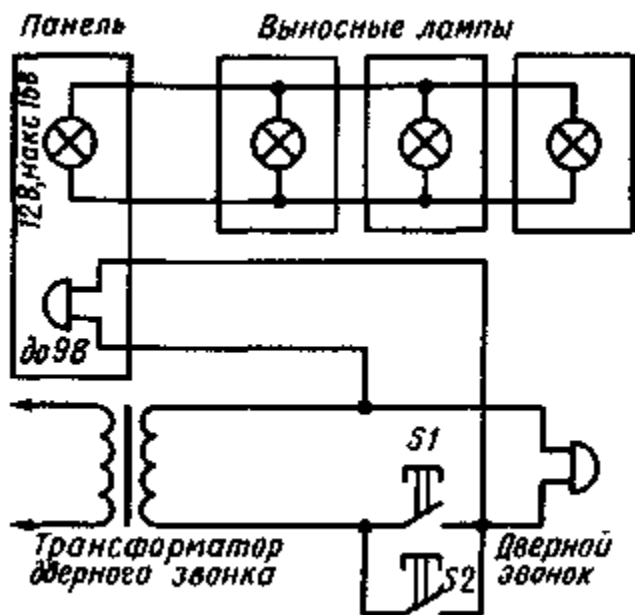 Панель
Выносные лампы
12В, макс 15В
до 9В
S1
S2
Трансформатор
дверного звонка
Дверной
звонок